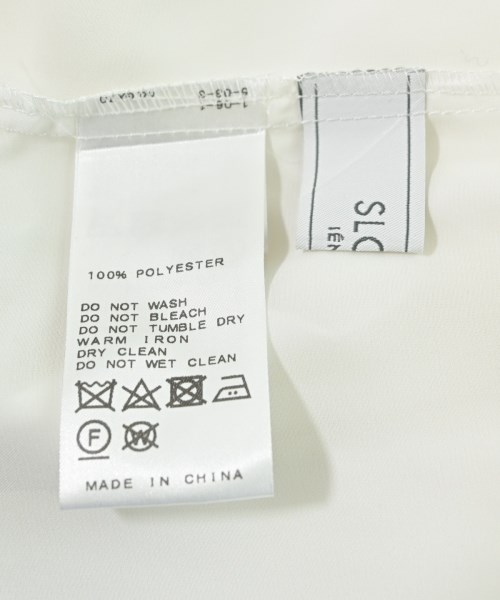 100% POLYESTER
DO NOT WASH
DO NOT BLEACH
DO NOT TUMBLE DRY
WARM IRON
DRY CLEAN
DO NOT WET CLEAN
F
W
MADE IN CHINA
SLO
IÉN